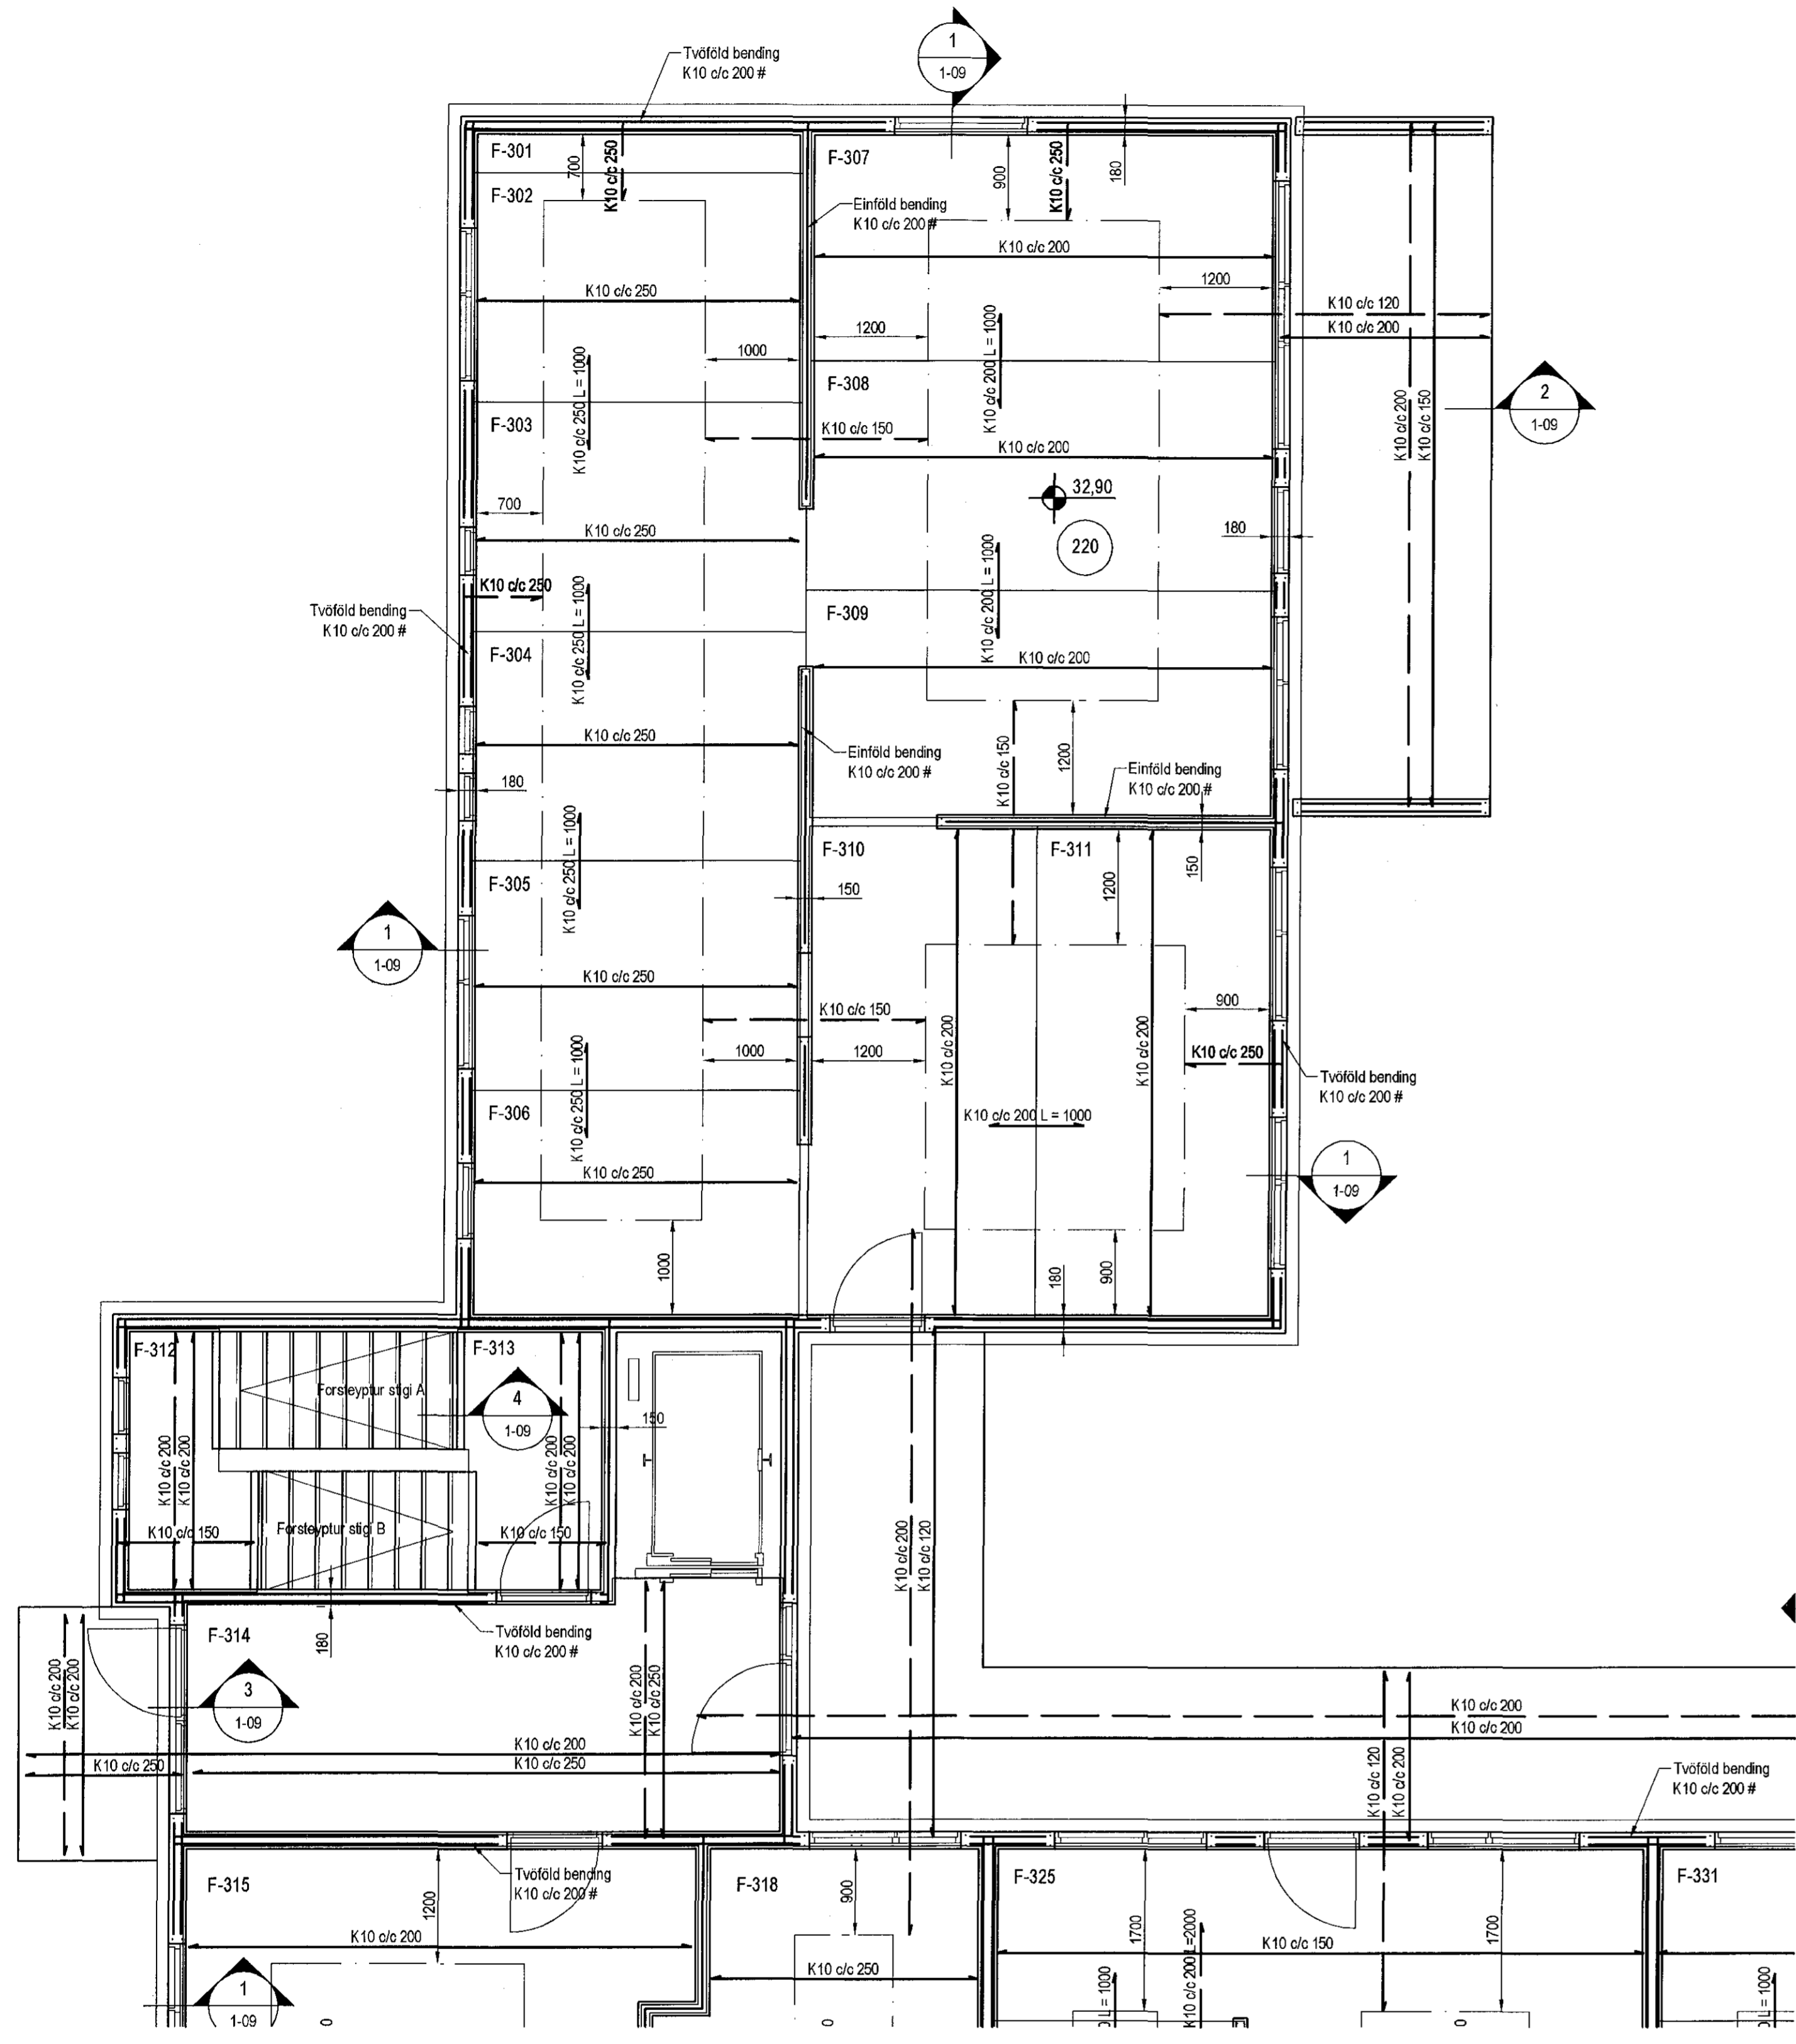 Tvöföld bending
K10 c/c 200 #
1
1-09
F-301
700
K10 c/c 250
F-307
900
K10 c/c 250
180
F-302
Einföld bending
K10 c/c 200 #
K10 c/c 200
1200
K10 c/c 250
K10 c/c 120
K10 c/c 200
1200
K10 c/c 200 L = 1000
1000
K10 c/c 250 L = 1000
F-308
2
1-09
K10 c/c 200
K10 c/c 150
F-303
K10 c/c 150
K10 c/c 200
32,90
700
K10 c/c 250
180
220
K10 c/c 250
K10 c/c 250 L = 1000
K10 c/c 200 L = 1000
Tvöföld bending
K10 c/c 200 #
F-309
F-304
K10 c/c 200
K10 c/c 250
Einföld bending
K10 c/c 200 #
K10 c/c 150
1200
Einföld bending
K10 c/c 200 #
180
K10 c/c 250 L = 1000
F-310
F-311
150
F-305
150
1200
1
1-09
K10 c/c 250
K10 c/c 150
900
1000
1200
K10 c/c 200
K10 c/c 200
K10 c/c 250
K10 c/c 250 L = 1000
Tvöföld bending
K10 c/c 200 #
F-306
K10 c/c 200 L = 1000
K10 c/c 250
1
1-09
1000
180
900
F-312
F-313
Forsteyptur stigi A
4
1-09
150
K10 c/c 200
K10 c/c 200
K10 c/c 200
K10 c/c 200
K10 c/c 150
Forsteyptur stigi B
K10 c/c 150
K10 c/c 200
K10 c/c 120
F-314
180
Tvöföld bending
K10 c/c 200 #
K10 c/c 200
K10 c/c 200
3
1-09
K10 c/c 200
K10 c/c 250
K10 c/c 200
K10 c/c 200
K10 c/c 200
K10 c/c 250
K10 c/c 250
K10 c/c 120
K10 c/c 200
Tvöföld bending
K10 c/c 200 #
Tvöföld bending
K10 c/c 200 #
F-315
1200
F-318
900
F-325
F-331
K10 c/c 200
1700
K10 c/c 200 L=2000
K10 c/c 150
1700
K10 c/c 250
1
1-09
L = 1000
L = 1000